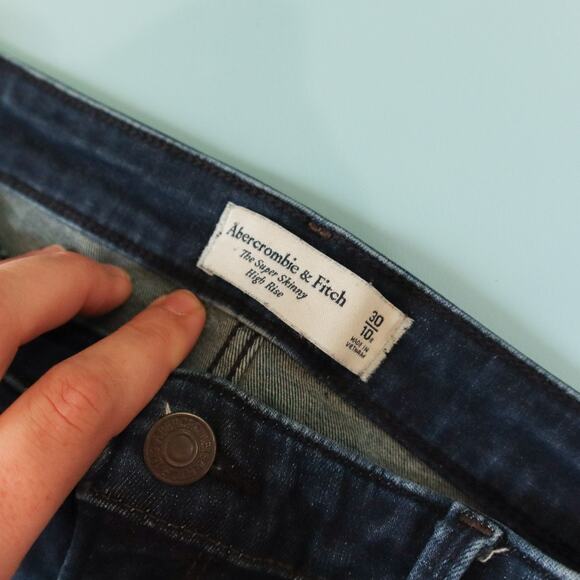 Abercrombie & Fitch
The Super Skinny
High Rise
30
10R
MADE IN
VIETNAM